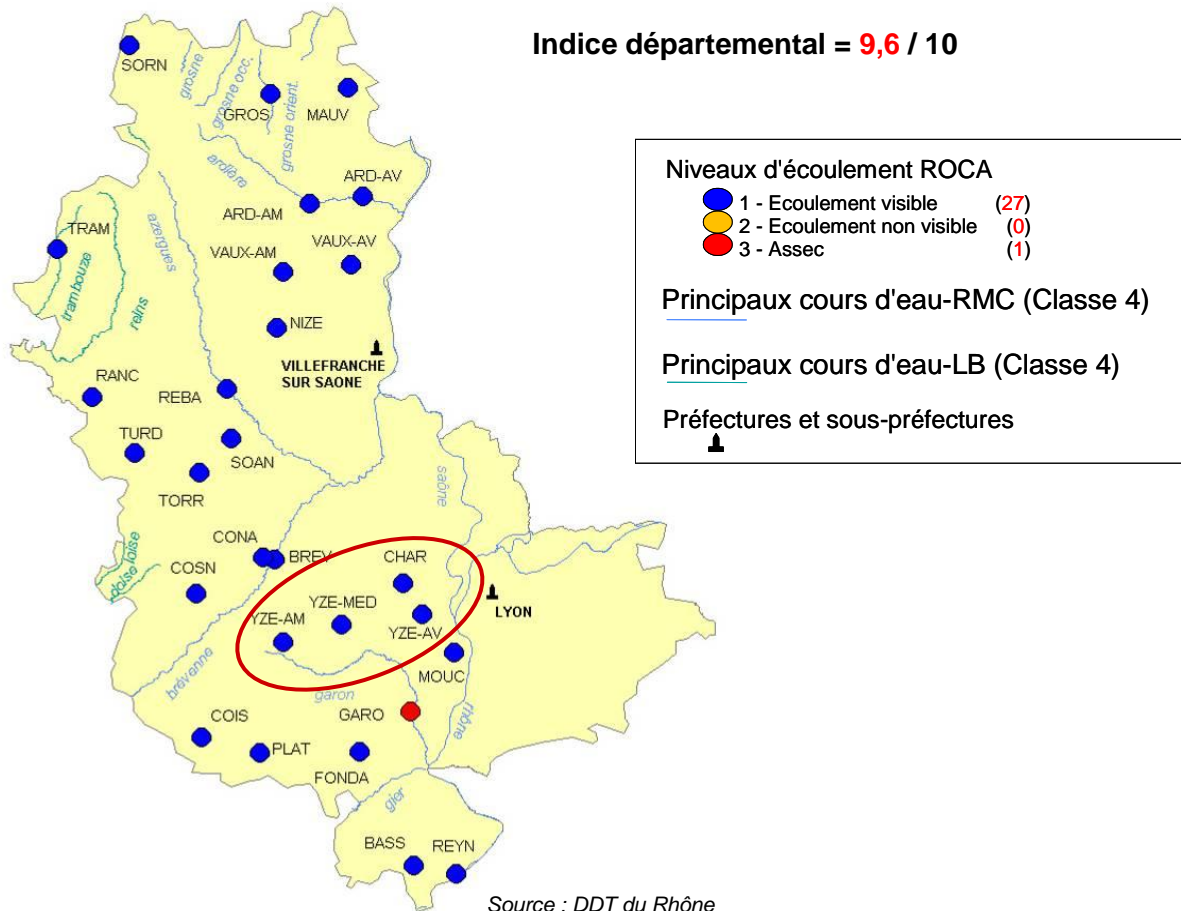 Indice départemental = 9,6 / 10
SORN
grosne
grosne occ.
GROS
grosne orient.
MAUV
ardière
ARD-AV
ARD-AM
TRAM
azergues
VAUX-AM
VAUX-AV
trambouze
reins
NIZE
VILLEFRANCHE
SUR SAONE
RANC
REBA
TURD
SOAN
TORR
saône
CONA
BREV
CHAR
loise
COSN
YZE-MED
YZE-AM
YZE-AV
LYON
MOUC
brévenne
garon
COIS
GARO
rhône
PLAT
FONDA
gier
BASS
REYN
Niveaux d'écoulement ROCA
1 - Ecoulement visible (27)
2 - Ecoulement non visible (0)
3 - Assec (1)
Principaux cours d'eau-RMC (Classe 4)
Principaux cours d'eau-LB (Classe 4)
Préfectures et sous-préfectures
Source : DDT du Rhône